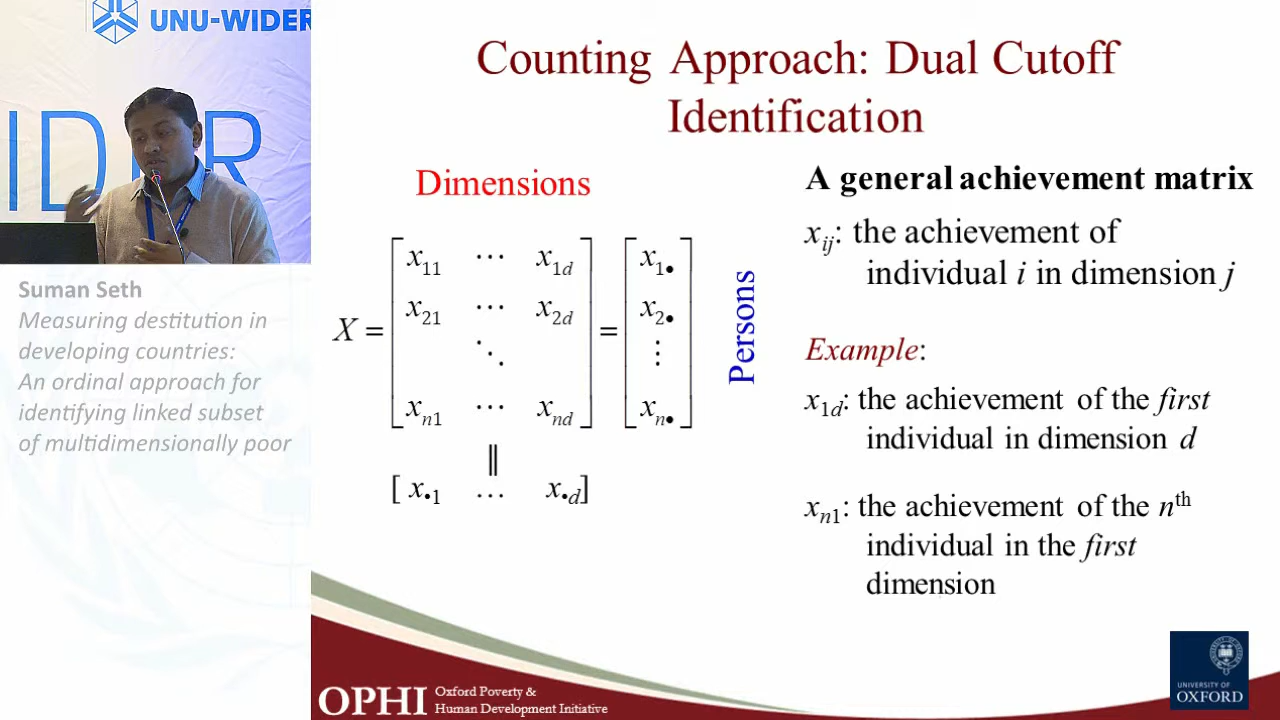 UNU-WIDER
IDER
Suman Seth
Measuring destitution in
developing countries:
An ordinal approach for
identifying linked subset
of multidimensionally poor
Counting Approach: Dual Cutoff
Identification
Dimensions
X = [ x11 ⋯ x1d ] = [ x1• ]
x21 ⋯ x2d x2•
⋱ ⋮
xn1 ⋯ xnd xn•
‖
[ x•1 … x•d]
Persons
A general achievement matrix
xij: the achievement of
individual i in dimension j
Example:
x1d: the achievement of the first
individual in dimension d
xn1: the achievement of the nth
individual in the first
dimension
OPHI
Oxford Poverty &
Human Development Initiative
UNIVERSITY OF
OXFORD